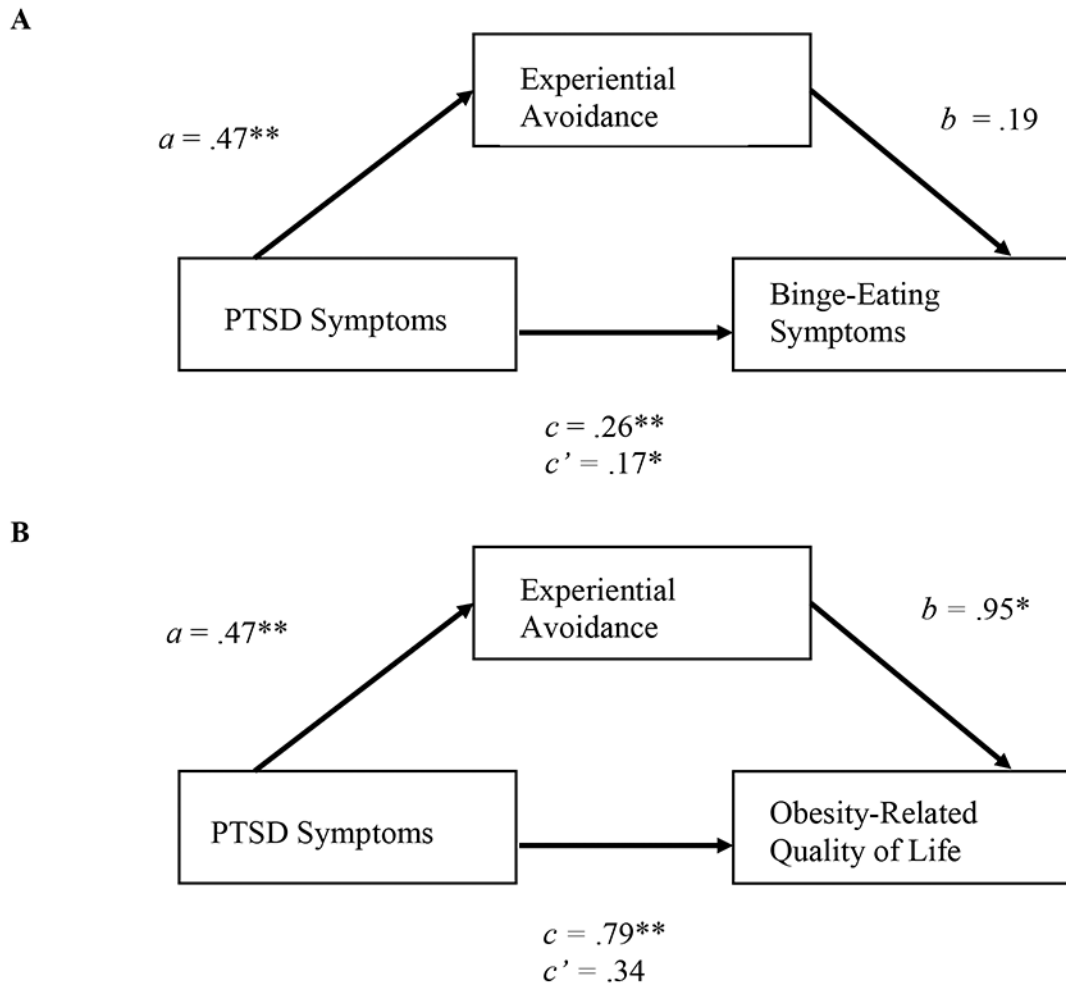 A
Experiential
Avoidance
a = .47**
b = .19
PTSD Symptoms
Binge-Eating
Symptoms
c = .26**
c’ = .17*
B
Experiential
Avoidance
a = .47**
b = .95*
PTSD Symptoms
Obesity-Related
Quality of Life
c = .79**
c’ = .34